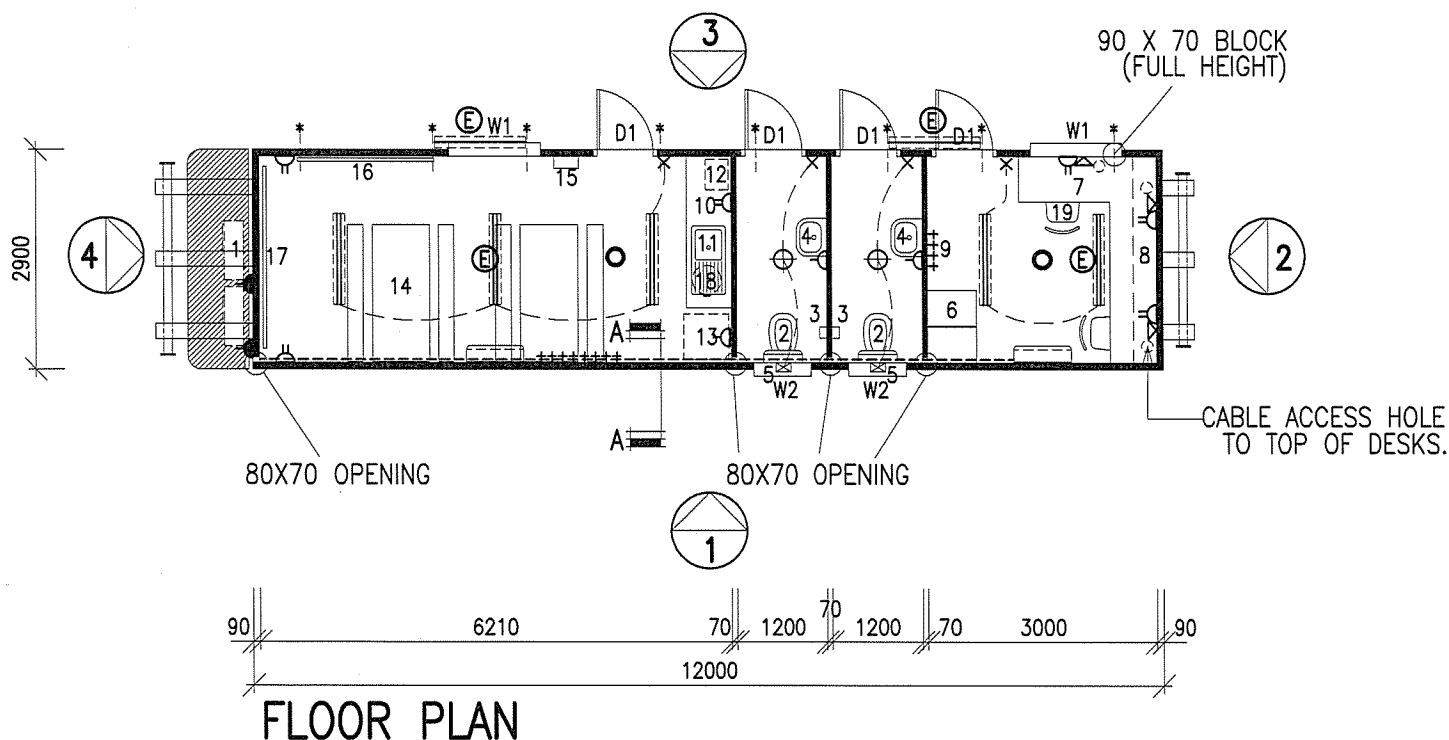 3
90 X 70 BLOCK
(FULL HEIGHT)
* * E W1 * D1 * * D1 D1 * E * D1 W1 *
16 15 12 7
10 19
4 2900 1 17 E 11 4 4 9 E 8 2
14 18
13 3 3 6
A 2 2
5 5
W2 W2
A
CABLE ACCESS HOLE
TO TOP OF DESKS.
80X70 OPENING 80X70 OPENING
1
90 6210 70 1200 70 1200 70 3000 90
12000
FLOOR PLAN